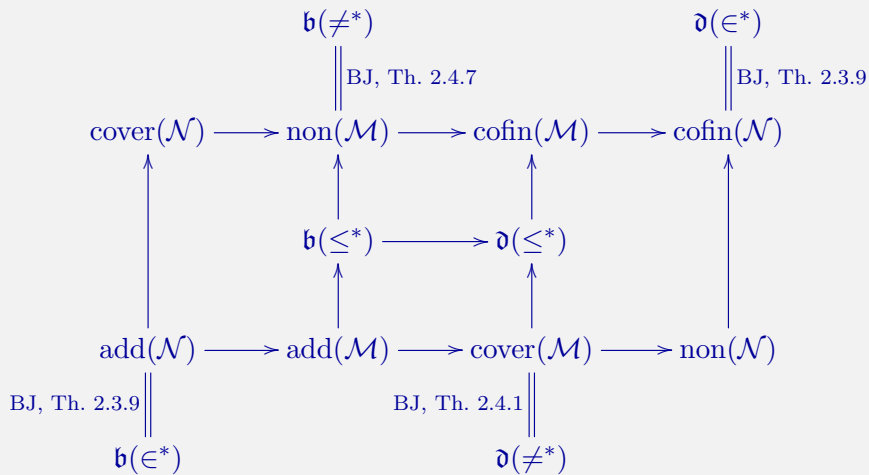 𝔟(≠*) 𝔡(∈*)
BJ, Th. 2.4.7 BJ, Th. 2.3.9
cover(𝒩) non(ℳ) cofin(ℳ) cofin(𝒩)
𝔟(≤*) 𝔡(≤*)
add(𝒩) add(ℳ) cover(ℳ) non(𝒩)
BJ, Th. 2.3.9 BJ, Th. 2.4.1
𝔟(∈*) 𝔡(≠*)